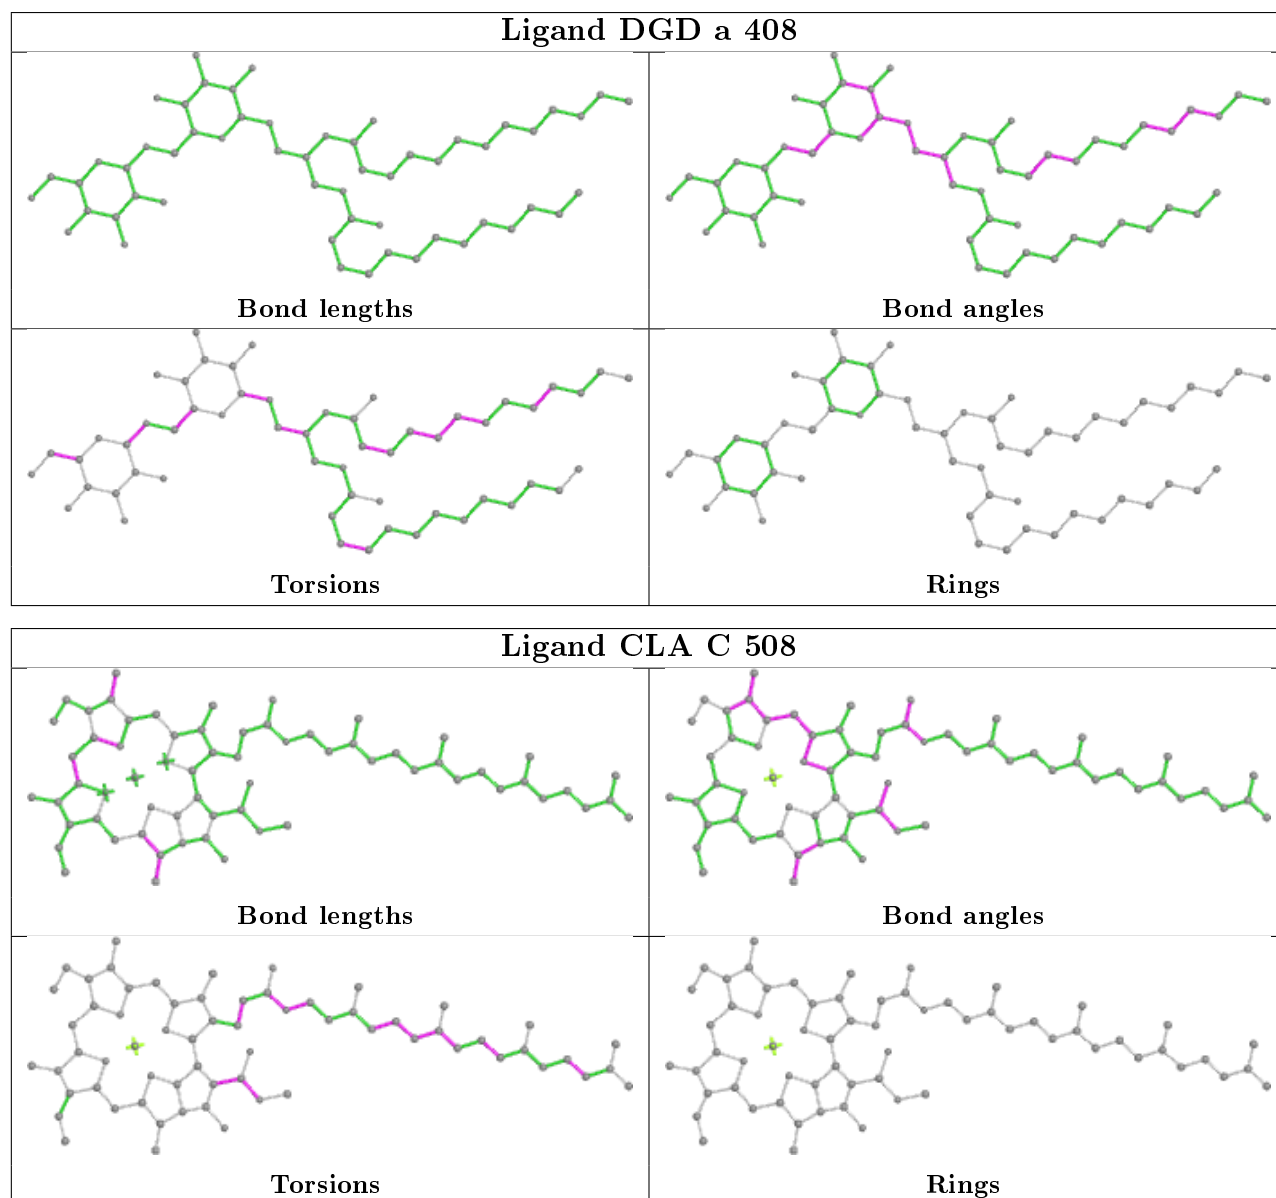 Ligand DGD a 408
Bond lengths
Bond angles
Torsions
Rings
Ligand CLA C 508
Bond lengths
Bond angles
Torsions
Rings